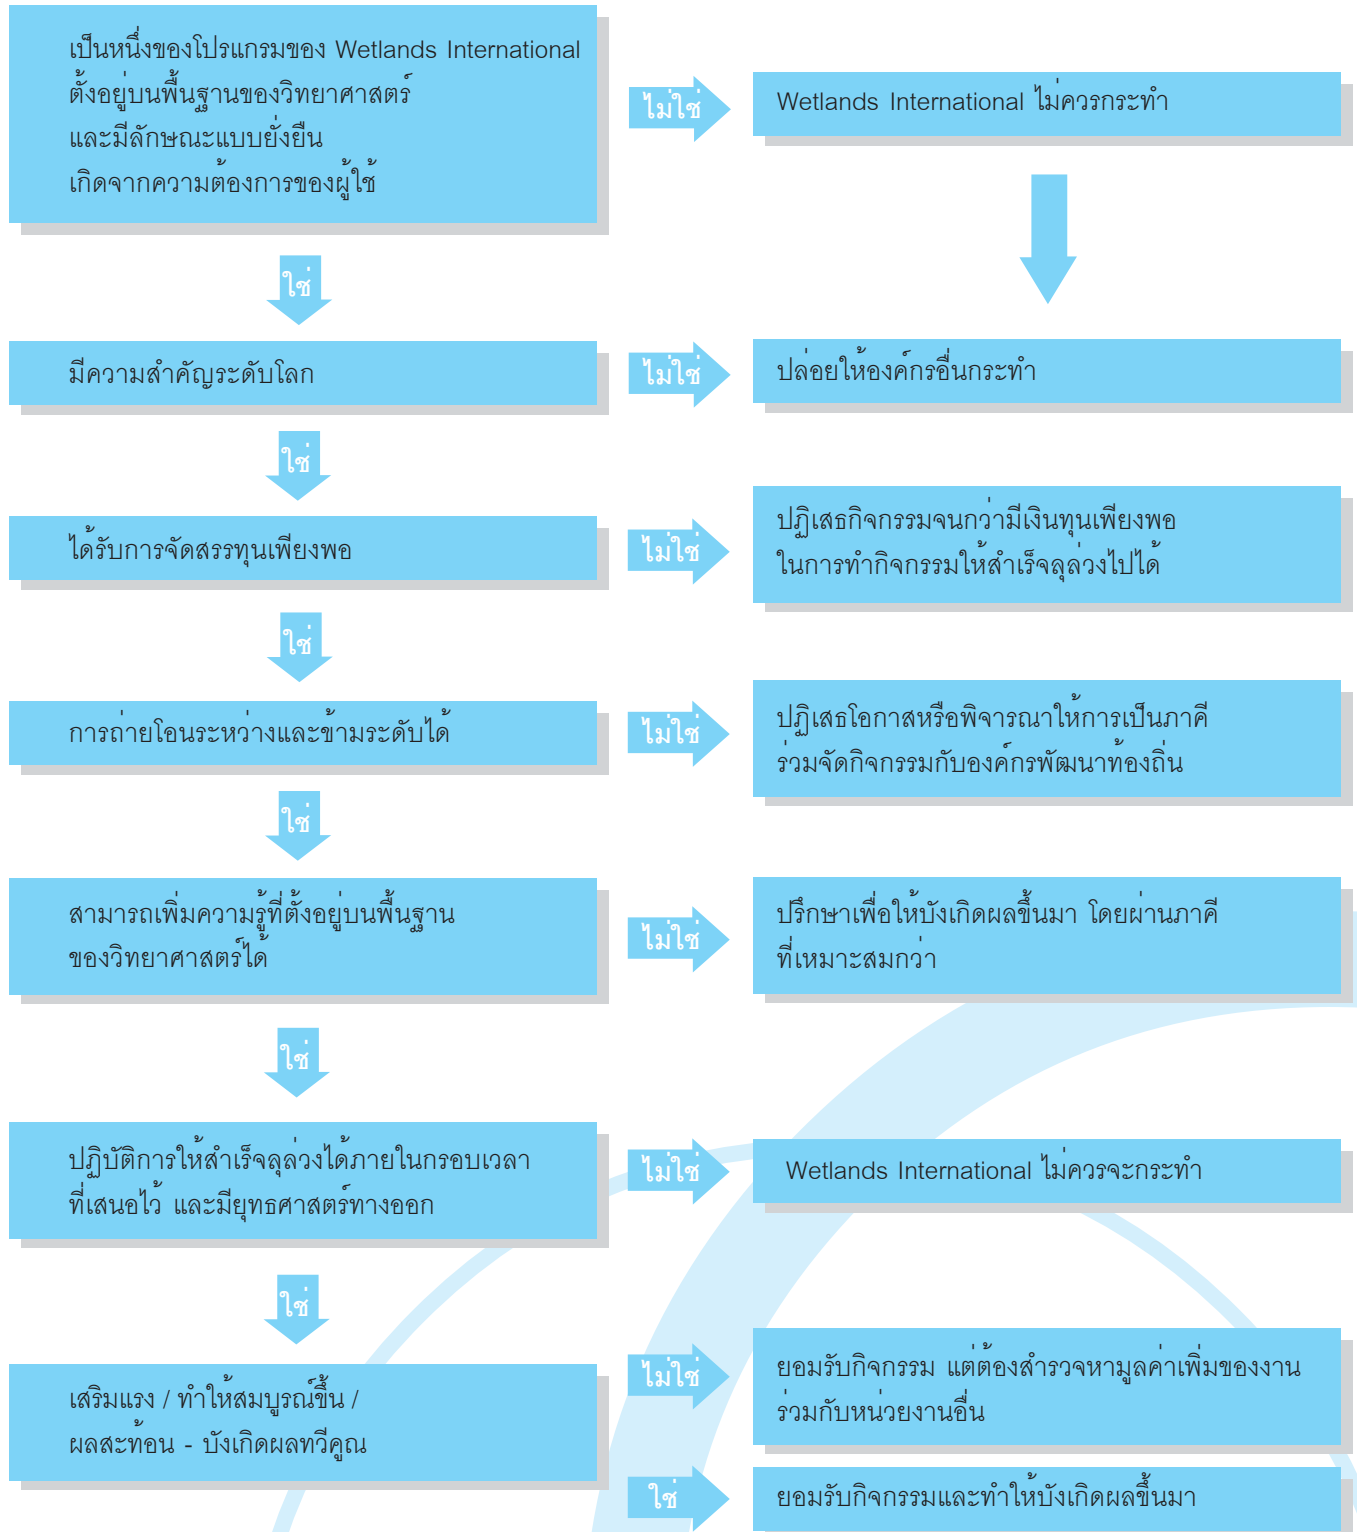 เป็นหนึ่งของโปรแกรมของ Wetlands International
ตั้งอยู่บนพื้นฐานของวิทยาศาสตร์
และมีลักษณะแบบยั่งยืน
เกิดจากความต้องการของผู้ใช้
ไม่ใช่
Wetlands International ไม่ควรกระทำ
ใช่
มีความสำคัญระดับโลก
ไม่ใช่
ปล่อยให้องค์กรอื่นกระทำ
ใช่
ได้รับการจัดสรรทุนเพียงพอ
ไม่ใช่
ปฏิเสธกิจกรรมจนกว่ามีเงินทุนเพียงพอ
ในการทำกิจกรรมให้สำเร็จลุล่วงไปได้
ใช่
การถ่ายโอนระหว่างและข้ามระดับได้
ไม่ใช่
ปฏิเสธโอกาสหรือพิจารณาให้การเป็นภาคี
ร่วมจัดกิจกรรมกับองค์กรพัฒนาท้องถิ่น
ใช่
สามารถเพิ่มความรู้ที่ตั้งอยู่บนพื้นฐาน
ของวิทยาศาสตร์ได้
ไม่ใช่
ปรึกษาเพื่อให้บังเกิดผลขึ้นมา โดยผ่านภาคี
ที่เหมาะสมกว่า
ใช่
ปฏิบัติการให้สำเร็จลุล่วงได้ภายในกรอบเวลา
ที่เสนอไว้ และมียุทธศาสตร์ทางออก
ไม่ใช่
Wetlands International ไม่ควรจะกระทำ
ใช่
เสริมแรง / ทำให้สมบูรณ์ขึ้น /
ผลสะท้อน - บังเกิดผลทวีคูณ
ไม่ใช่
ยอมรับกิจกรรม แต่ต้องสำรวจหามูลค่าเพิ่มของงาน
ร่วมกับหน่วยงานอื่น
ใช่
ยอมรับกิจกรรมและทำให้บังเกิดผลขึ้นมา